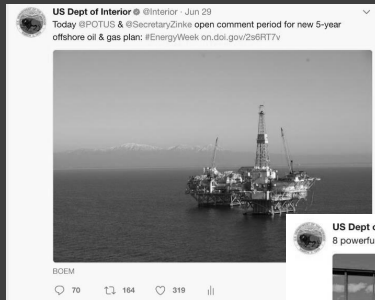 US Dept of Interior @Interior · Jun 29
Today @POTUS & @SecretaryZinke open comment period for new 5-year
offshore oil & gas plan: #EnergyWeek on.doi.gov/2s6RT7v
BOEM
70 164 319
US Dept o
8 powerfu